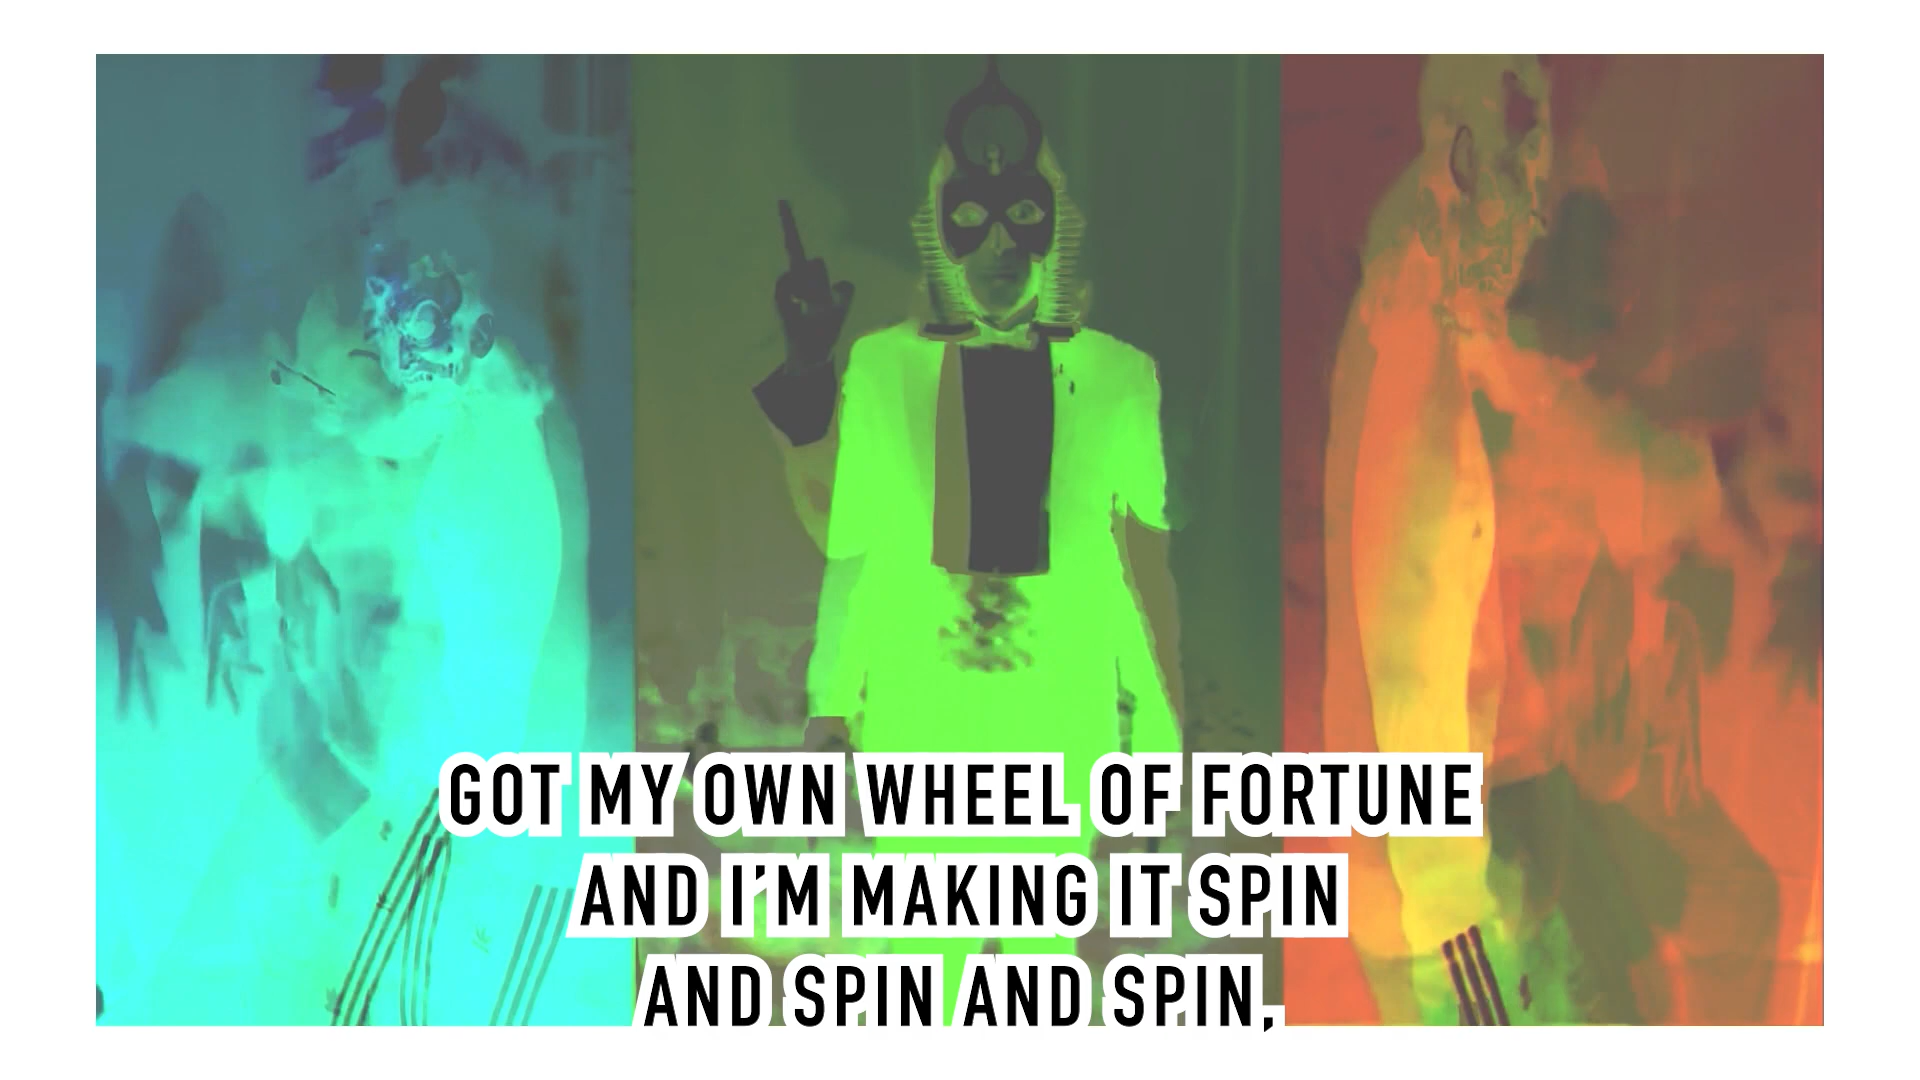 GOT MY OWN WHEEL OF FORTUNE
AND I'M MAKING IT SPIN
AND SPIN AND SPIN,